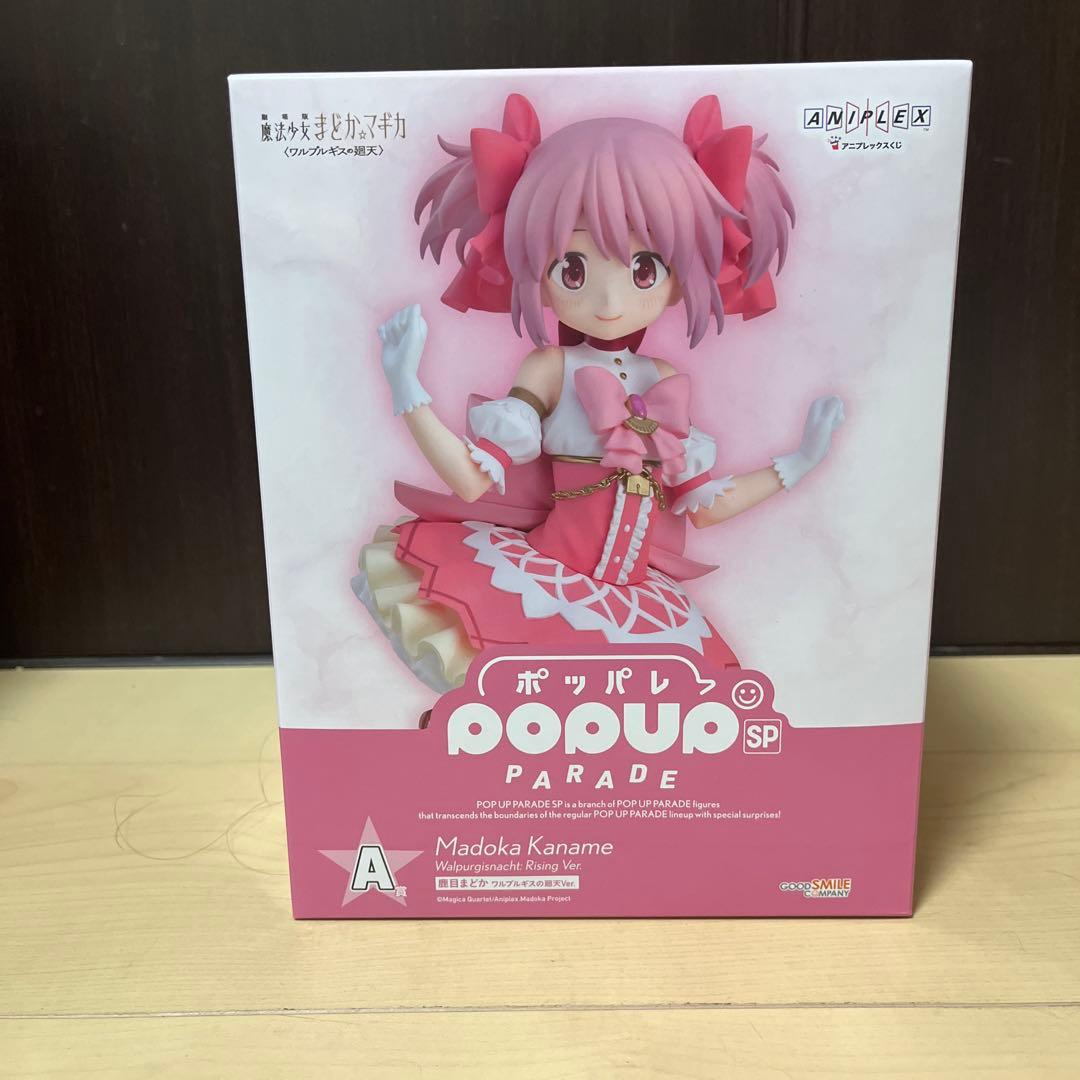 劇場版
魔法少女まどか☆マギカ
〈ワルプルギスの廻天〉
ANIPLEX™
アニプレックスくじ
ポッパレ
POPUP SP
PARADE
POP UP PARADE SP is a branch of POP UP PARADE figures
that transcends the boundaries of the regular POP UP PARADE lineup with special surprises!
A賞
Madoka Kaname
Walpurgisnacht: Rising Ver.
鹿目まどか ワルプルギスの廻天Ver.
©Magica Quartet/Aniplex,Madoka Project
GOOD SMILE
COMPANY